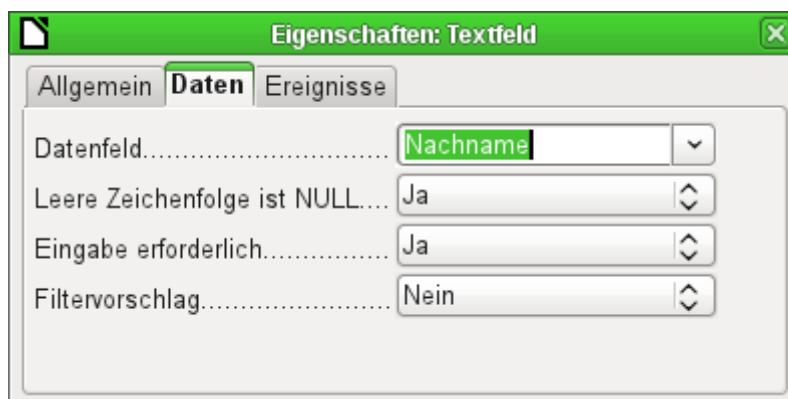 Eigenschaften: Textfeld
Allgemein Daten Ereignisse
Datenfeld.............................. Nachname
Leere Zeichenfolge ist NULL.... Ja
Eingabe erforderlich................ Ja
Filtervorschlag....................... Nein